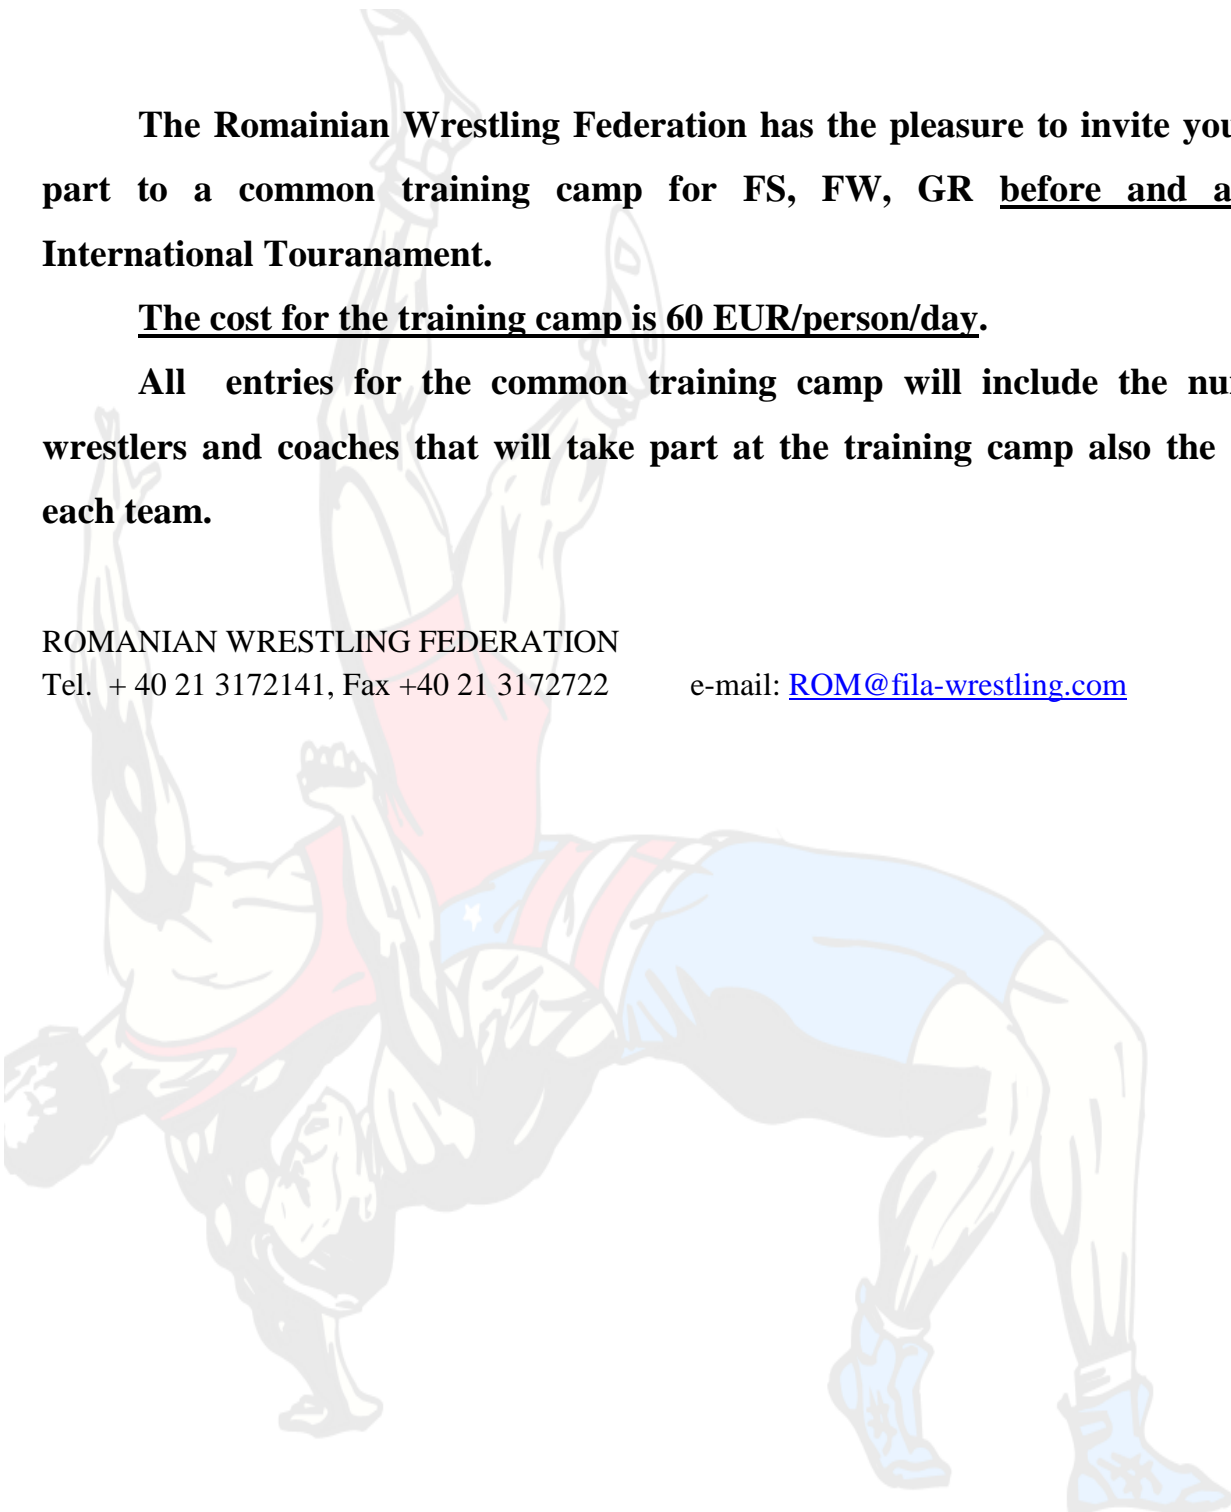 The Romainian Wrestling Federation has the pleasure to invite you
part to a common training camp for FS, FW, GR before and a
International Touranament.
The cost for the training camp is 60 EUR/person/day.
All entries for the common training camp will include the nu
wrestlers and coaches that will take part at the training camp also the
each team.
ROMANIAN WRESTLING FEDERATION
Tel. + 40 21 3172141, Fax +40 21 3172722 e-mail: ROM@fila-wrestling.com